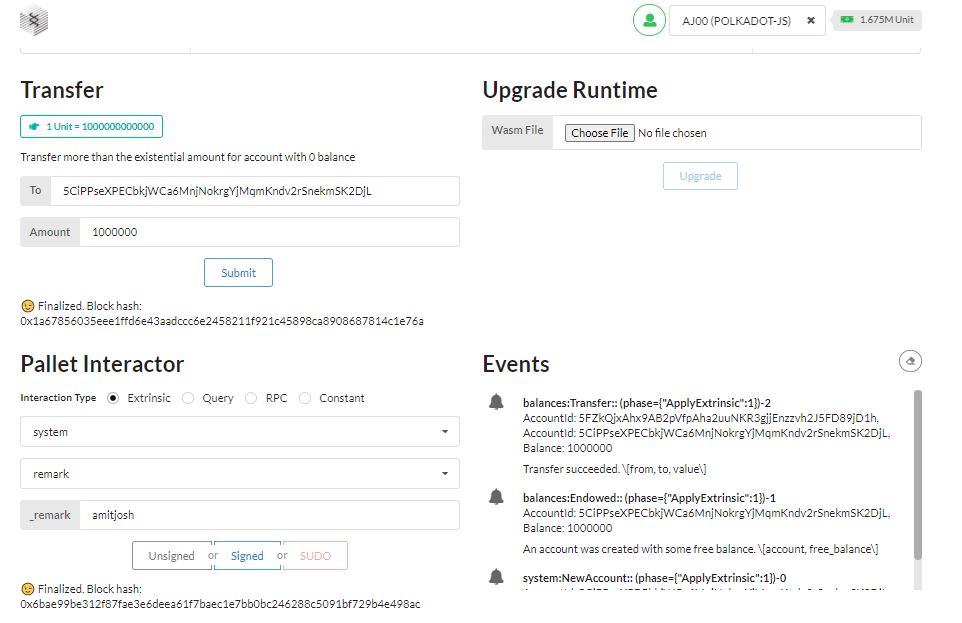 AJ00 (POLKADOT-JS)
1.675M Unit
Transfer
1 Unit = 1000000000000
Transfer more than the existential amount for account with 0 balance
To 5CiPPseXPECbkjWCa6MnjNokrgYjMqmKndv2rSnekmSK2DjL
Amount 1000000
Submit
Finalized. Block hash:
0x1a67856035eee1ffd6e43aadccc6e2458211f921c45898ca8908687814c1e76a
Upgrade Runtime
Wasm File Choose File No file chosen
Upgrade
Pallet Interactor
Interaction Type Extrinsic Query RPC Constant
system
remark
_remark amitjosh
Unsigned or Signed or SUDO
Finalized. Block hash:
0x6bae99be312f87fae3e6deea61f7baec1e7bb0bc246288c5091bf729b4e498ac
Events
balances:Transfer:: (phase={"ApplyExtrinsic":1})-2
AccountId: 5FZkQjxAhx9AB2pVfpAha2uuNKR3gjjEnzzvh2J5FD89jD1h,
AccountId: 5CiPPseXPECbkjWCa6MnjNokrgYjMqmKndv2rSnekmSK2DjL,
Balance: 1000000
Transfer succeeded. \[from, to, value\]
balances:Endowed:: (phase={"ApplyExtrinsic":1})-1
AccountId: 5CiPPseXPECbkjWCa6MnjNokrgYjMqmKndv2rSnekmSK2DjL,
Balance: 1000000
An account was created with some free balance. \[account, free_balance\]
system:NewAccount:: (phase={"ApplyExtrinsic":1})-0